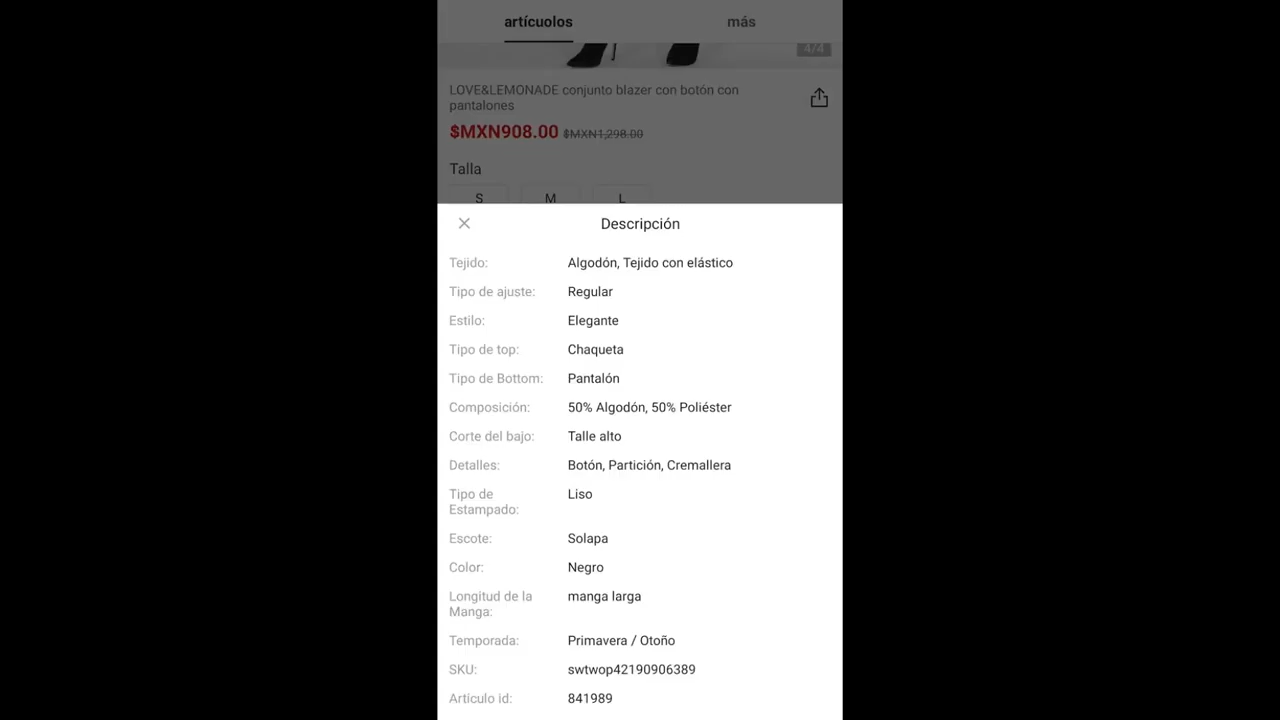 artículos
más
4/4
LOVE&LEMONADE conjunto blazer con botón con
pantalones
$MXN908.00 $MXN1,298.00
Talla
S M L
Descripción
Tejido: Algodón, Tejido con elástico
Tipo de ajuste: Regular
Estilo: Elegante
Tipo de top: Chaqueta
Tipo de Bottom: Pantalón
Composición: 50% Algodón, 50% Poliéster
Corte del bajo: Talle alto
Detalles: Botón, Partición, Cremallera
Tipo de Liso
Estampado:
Escote: Solapa
Color: Negro
Longitud de la manga larga
Manga:
Temporada: Primavera / Otoño
SKU: swtwop42190906389
Artículo id: 841989